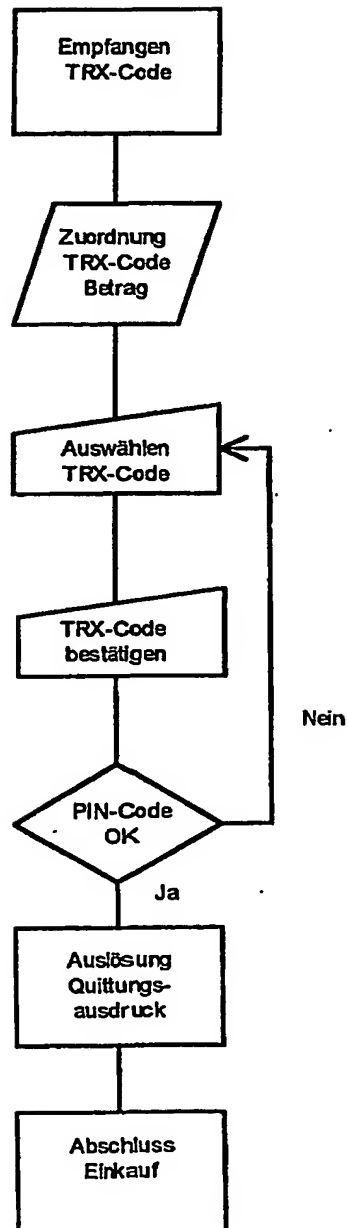 Empfangen
TRX-Code
Zuordnung
TRX-Code
Betrag
Auswählen
TRX-Code
TRX-Code
bestätigen
Nein
PIN-Code
OK
Ja
Auslösung
Quittungs-
ausdruck
Abschluss
Einkauf